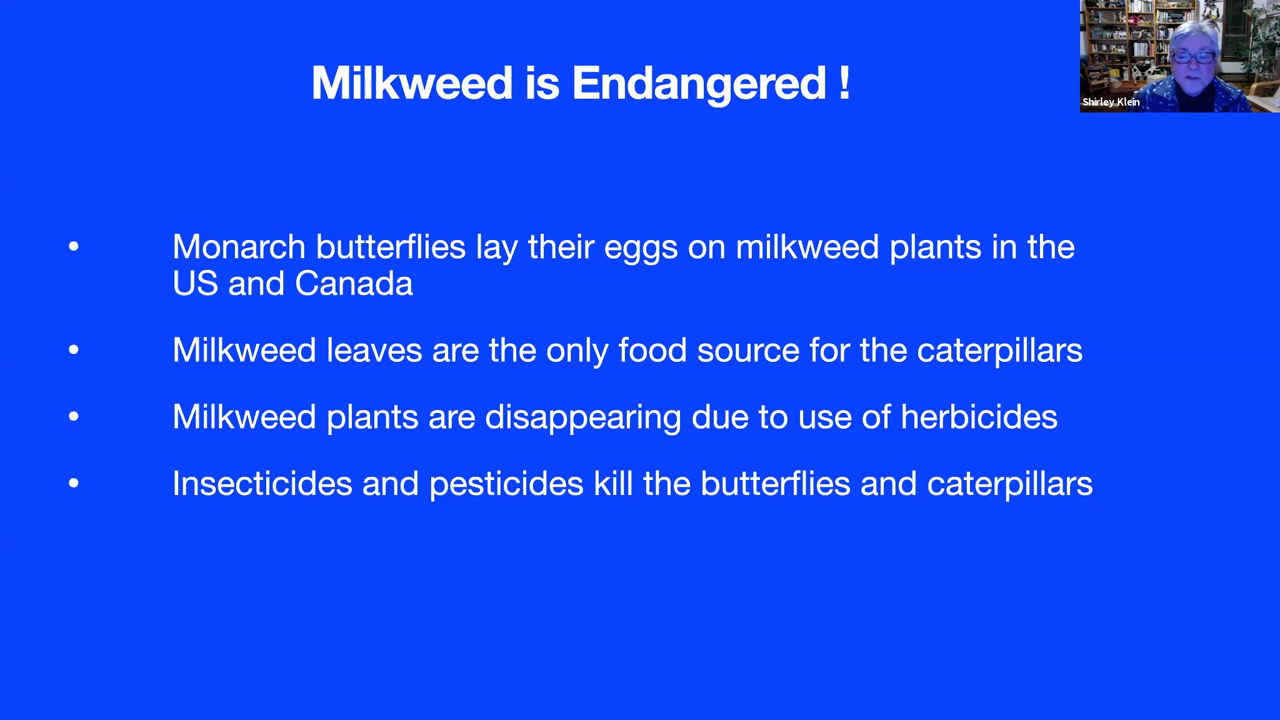 Milkweed is Endangered !
Shirley Klein
• Monarch butterflies lay their eggs on milkweed plants in the
US and Canada
• Milkweed leaves are the only food source for the caterpillars
• Milkweed plants are disappearing due to use of herbicides
• Insecticides and pesticides kill the butterflies and caterpillars